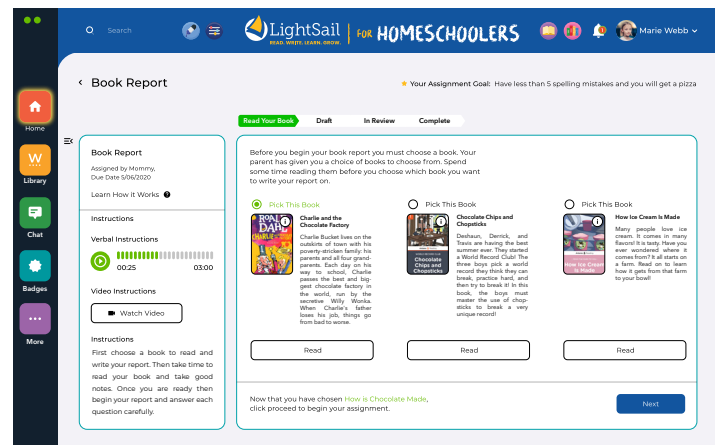 Search
LightSail
READ. WRITE. LEARN. GROW.
FOR HOMESCHOOLERS
Marie Webb
Book Report
Your Assignment Goal: Have less than 5 spelling mistakes and you will get a pizza
Home
Library
Chat
Badges
More
Read Your Book
Draft
In Review
Complete
Book Report
Assigned by Mommy,
Due Date 5/06/2020
Learn How it Works
Instructions
Verbal Instructions
00:25
03:00
Video Instructions
Watch Video
Instructions
First choose a book to read and
write your report. Then take time to
read your book and take good
notes. Once you are ready then
begin your report and answer each
question carefully.
Before you begin your book report you must choose a book. Your
parent has given you a choice of books to choose from. Spend
some time reading them before you choose which book you want
to write your report on.
Pick This Book
ROALD
DAHL
Charlie and the
Chocolate Factory
Charlie Bucket lives on the
outskirts of town with his
poverty-stricken family: his
parents and all four grand-
parents. Each day on his
way to school, Charlie
passes the best and big-
gest chocolate factory in
the world, run by the
secretive Willy Wonka.
When Charlie's father
loses his job, things go
from bad to worse.
Read
Pick This Book
Chocolate
Chips and
Chopsticks
Chocolate Chips and
Chopsticks
Deshaun, Derrick, and
Travis are having the best
summer ever. They started
a World Record Club! The
three boys pick a world
record they think they can
break, practice hard, and
then try to break it! In this
book, the boys must
master the use of chop-
sticks to break a very
unique record!
Read
Pick This Book
How Ice Cream
Is Made
How Ice Cream Is Made
Many people love ice
cream. It comes in many
flavors! It is tasty. Have you
ever wondered where it
comes from? It all starts on
a farm. Read on to learn
how it gets from that farm
to your bowl!
Read
Now that you have chosen How is Chocolate Made,
click proceed to begin your assignment.
Next